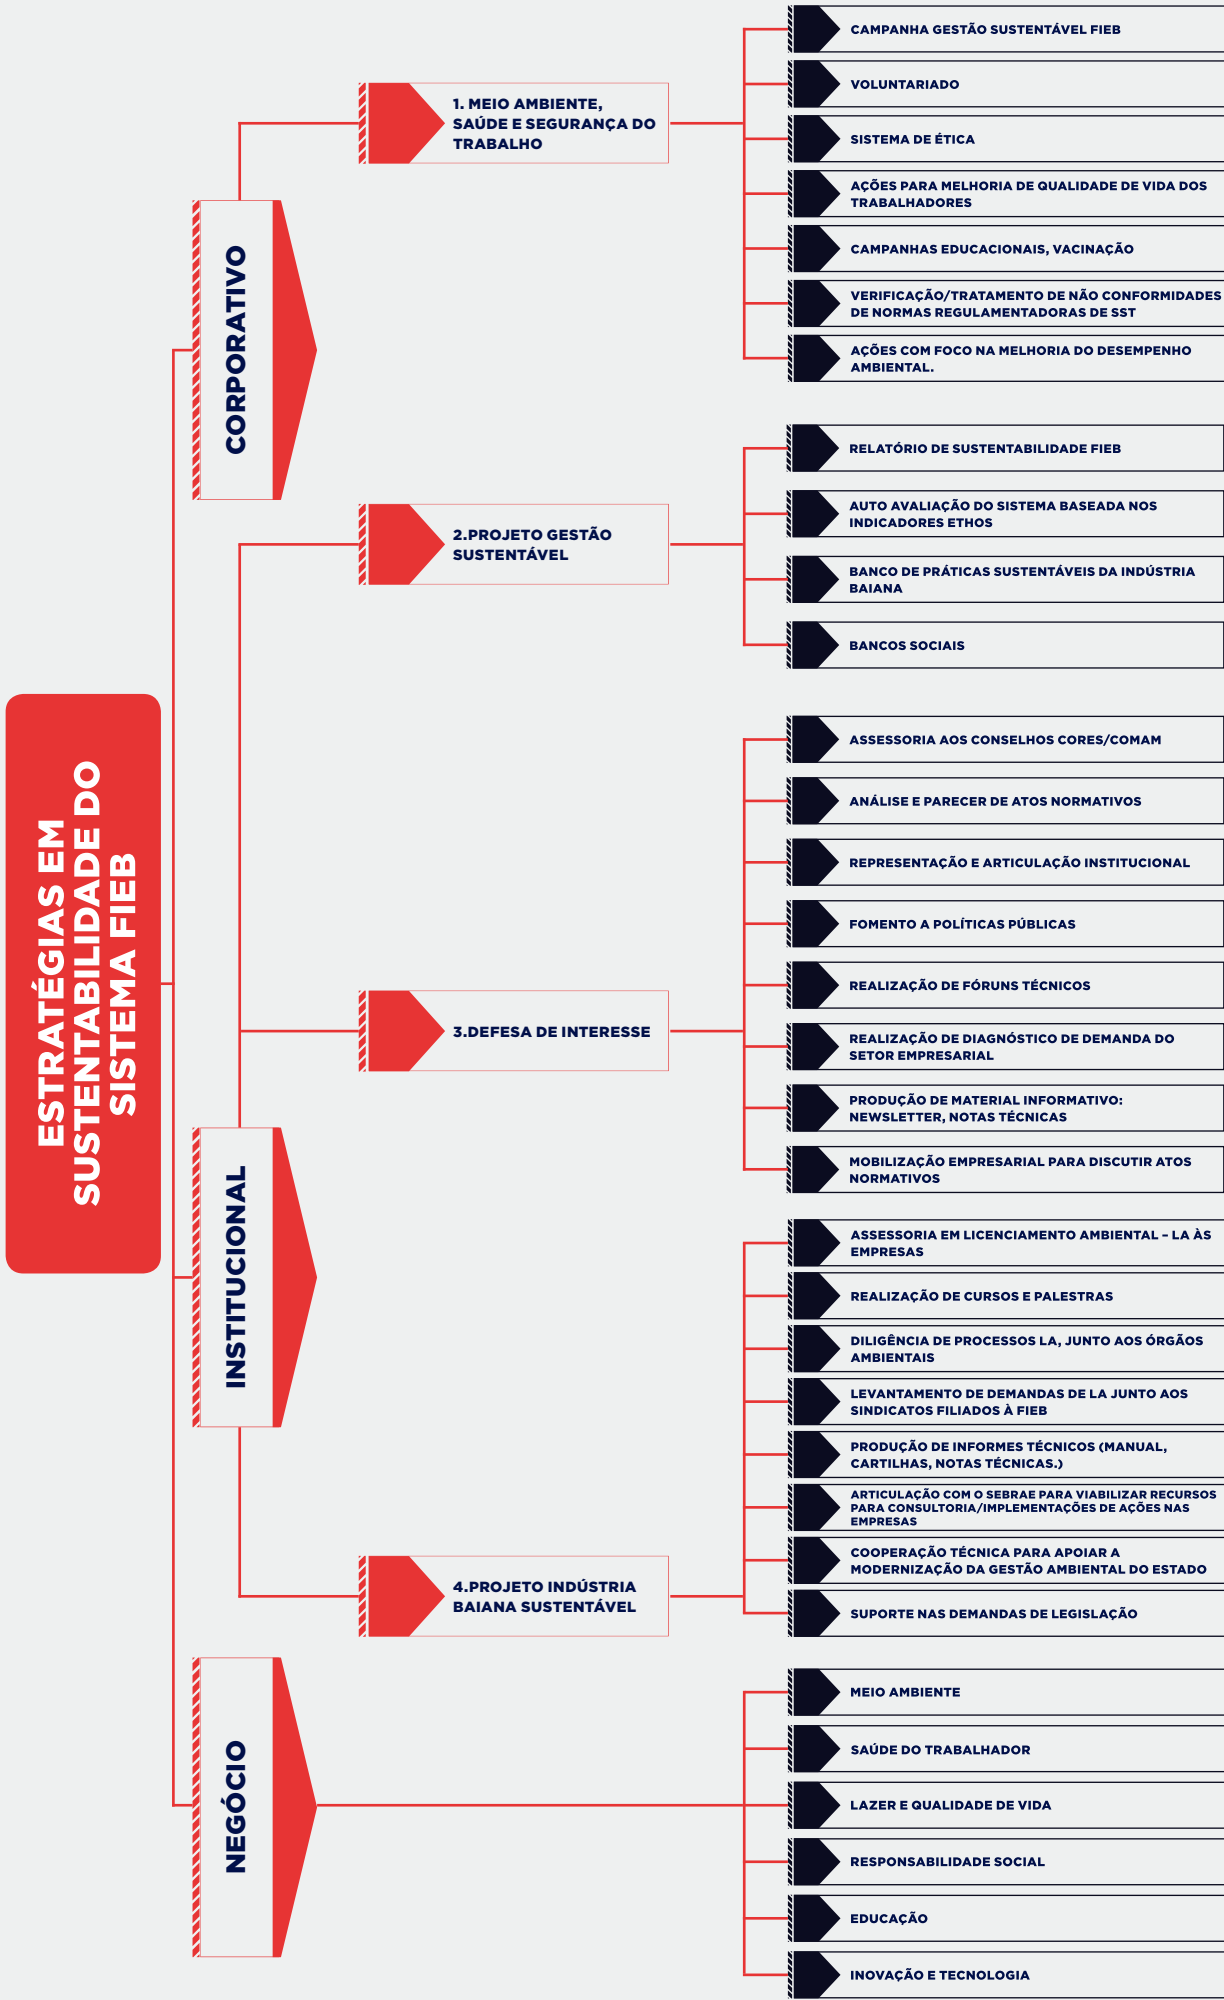 ESTRATÉGIAS EM
SUSTENTABILIDADE DO
SISTEMA FIEB
CORPORATIVO
1. MEIO AMBIENTE,
SAÚDE E SEGURANÇA DO
TRABALHO
CAMPANHA GESTÃO SUSTENTÁVEL FIEB
VOLUNTARIADO
SISTEMA DE ÉTICA
AÇÕES PARA MELHORIA DE QUALIDADE DE VIDA DOS
TRABALHADORES
CAMPANHAS EDUCACIONAIS, VACINAÇÃO
VERIFICAÇÃO/TRATAMENTO DE NÃO CONFORMIDADES
DE NORMAS REGULAMENTADORAS DE SST
AÇÕES COM FOCO NA MELHORIA DO DESEMPENHO
AMBIENTAL.
INSTITUCIONAL
2.PROJETO GESTÃO
SUSTENTÁVEL
RELATÓRIO DE SUSTENTABILIDADE FIEB
AUTO AVALIAÇÃO DO SISTEMA BASEADA NOS
INDICADORES ETHOS
BANCO DE PRÁTICAS SUSTENTÁVEIS DA INDÚSTRIA
BAIANA
BANCOS SOCIAIS
3.DEFESA DE INTERESSE
ASSESSORIA AOS CONSELHOS CORES/COMAM
ANÁLISE E PARECER DE ATOS NORMATIVOS
REPRESENTAÇÃO E ARTICULAÇÃO INSTITUCIONAL
FOMENTO A POLÍTICAS PÚBLICAS
REALIZAÇÃO DE FÓRUNS TÉCNICOS
REALIZAÇÃO DE DIAGNÓSTICO DE DEMANDA DO
SETOR EMPRESARIAL
PRODUÇÃO DE MATERIAL INFORMATIVO:
NEWSLETTER, NOTAS TÉCNICAS
MOBILIZAÇÃO EMPRESARIAL PARA DISCUTIR ATOS
NORMATIVOS
4.PROJETO INDÚSTRIA
BAIANA SUSTENTÁVEL
ASSESSORIA EM LICENCIAMENTO AMBIENTAL – LA ÀS
EMPRESAS
REALIZAÇÃO DE CURSOS E PALESTRAS
DILIGÊNCIA DE PROCESSOS LA, JUNTO AOS ÓRGÃOS
AMBIENTAIS
LEVANTAMENTO DE DEMANDAS DE LA JUNTO AOS
SINDICATOS FILIADOS À FIEB
PRODUÇÃO DE INFORMES TÉCNICOS (MANUAL,
CARTILHAS, NOTAS TÉCNICAS.)
ARTICULAÇÃO COM O SEBRAE PARA VIABILIZAR RECURSOS
PARA CONSULTORIA/IMPLEMENTAÇÕES DE AÇÕES NAS
EMPRESAS
COOPERAÇÃO TÉCNICA PARA APOIAR A
MODERNIZAÇÃO DA GESTÃO AMBIENTAL DO ESTADO
SUPORTE NAS DEMANDAS DE LEGISLAÇÃO
NEGÓCIO
MEIO AMBIENTE
SAÚDE DO TRABALHADOR
LAZER E QUALIDADE DE VIDA
RESPONSABILIDADE SOCIAL
EDUCAÇÃO
INOVAÇÃO E TECNOLOGIA